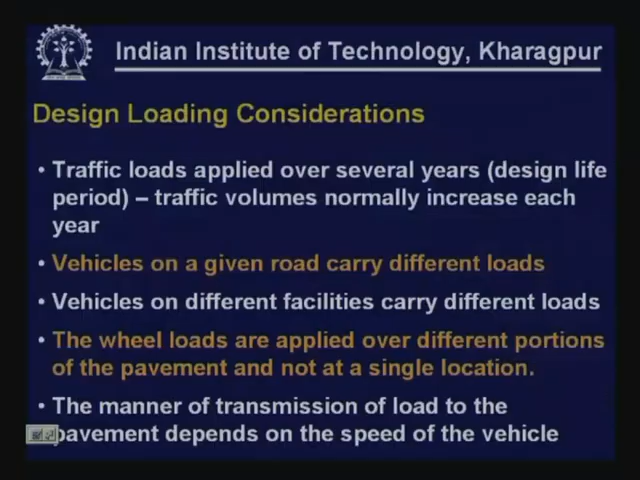 Indian Institute of Technology, Kharagpur
Design Loading Considerations
• Traffic loads applied over several years (design life
period) – traffic volumes normally increase each
year
• Vehicles on a given road carry different loads
• Vehicles on different facilities carry different loads
• The wheel loads are applied over different portions
of the pavement and not at a single location.
• The manner of transmission of load to the
pavement depends on the speed of the vehicle